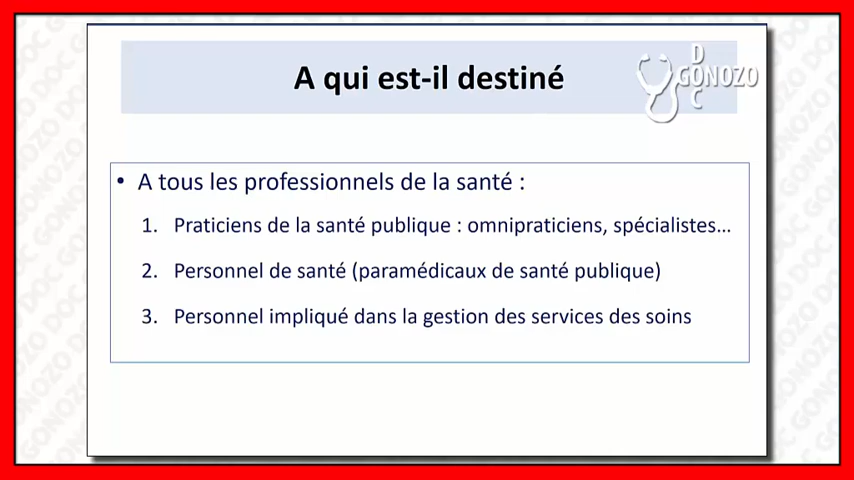 A qui est-il destiné
DOC
GONOZO
• A tous les professionnels de la santé :
1. Praticiens de la santé publique : omnipraticiens, spécialistes...
2. Personnel de santé (paramédicaux de santé publique)
3. Personnel impliqué dans la gestion des services des soins